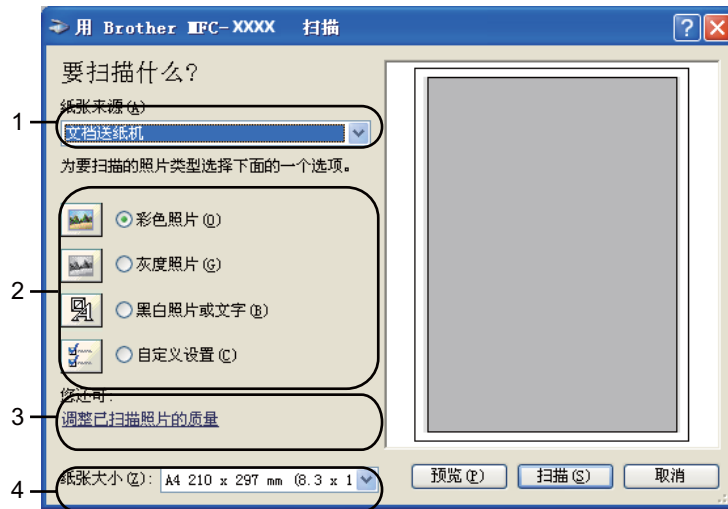 用 Brother MFC-XXXX 扫描
要扫描什么?
纸张来源(A)
1
文档送纸机
为要扫描的照片类型选择下面的一个选项。
2
彩色照片(O)
灰度照片(G)
黑白照片或文字(B)
自定义设置(C)
您还可:
3
调整已扫描照片的质量
4
纸张大小(Z): A4 210 x 297 mm (8.3 x 1
预览(P) 扫描(S) 取消